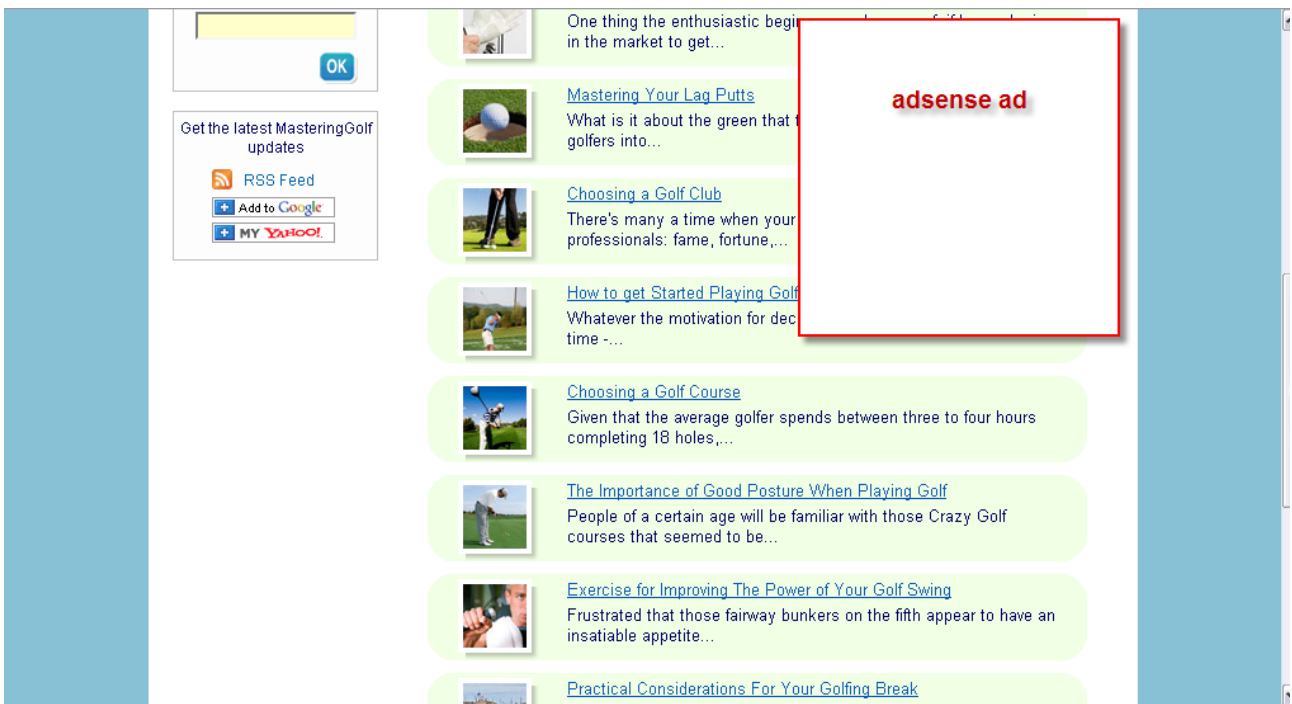 OK
Get the latest MasteringGolf
updates
RSS Feed
Add to Google
MY YAHOO!
One thing the enthusiastic
in the market to get...
Mastering Your Lag Putts
What is it about the green that
golfers into...
Choosing a Golf Club
There's many a time when your
professionals: fame, fortune,...
How to get Started Playing Golf
Whatever the motivation for
time -...
Choosing a Golf Course
Given that the average golfer spends between three to four hours
completing 18 holes,...
The Importance of Good Posture When Playing Golf
People of a certain age will be familiar with those Crazy Golf
courses that seemed to be...
Exercise for Improving The Power of Your Golf Swing
Frustrated that those fairway bunkers on the fifth appear to have an
insatiable appetite...
Practical Considerations For Your Golfing Break
adsense ad